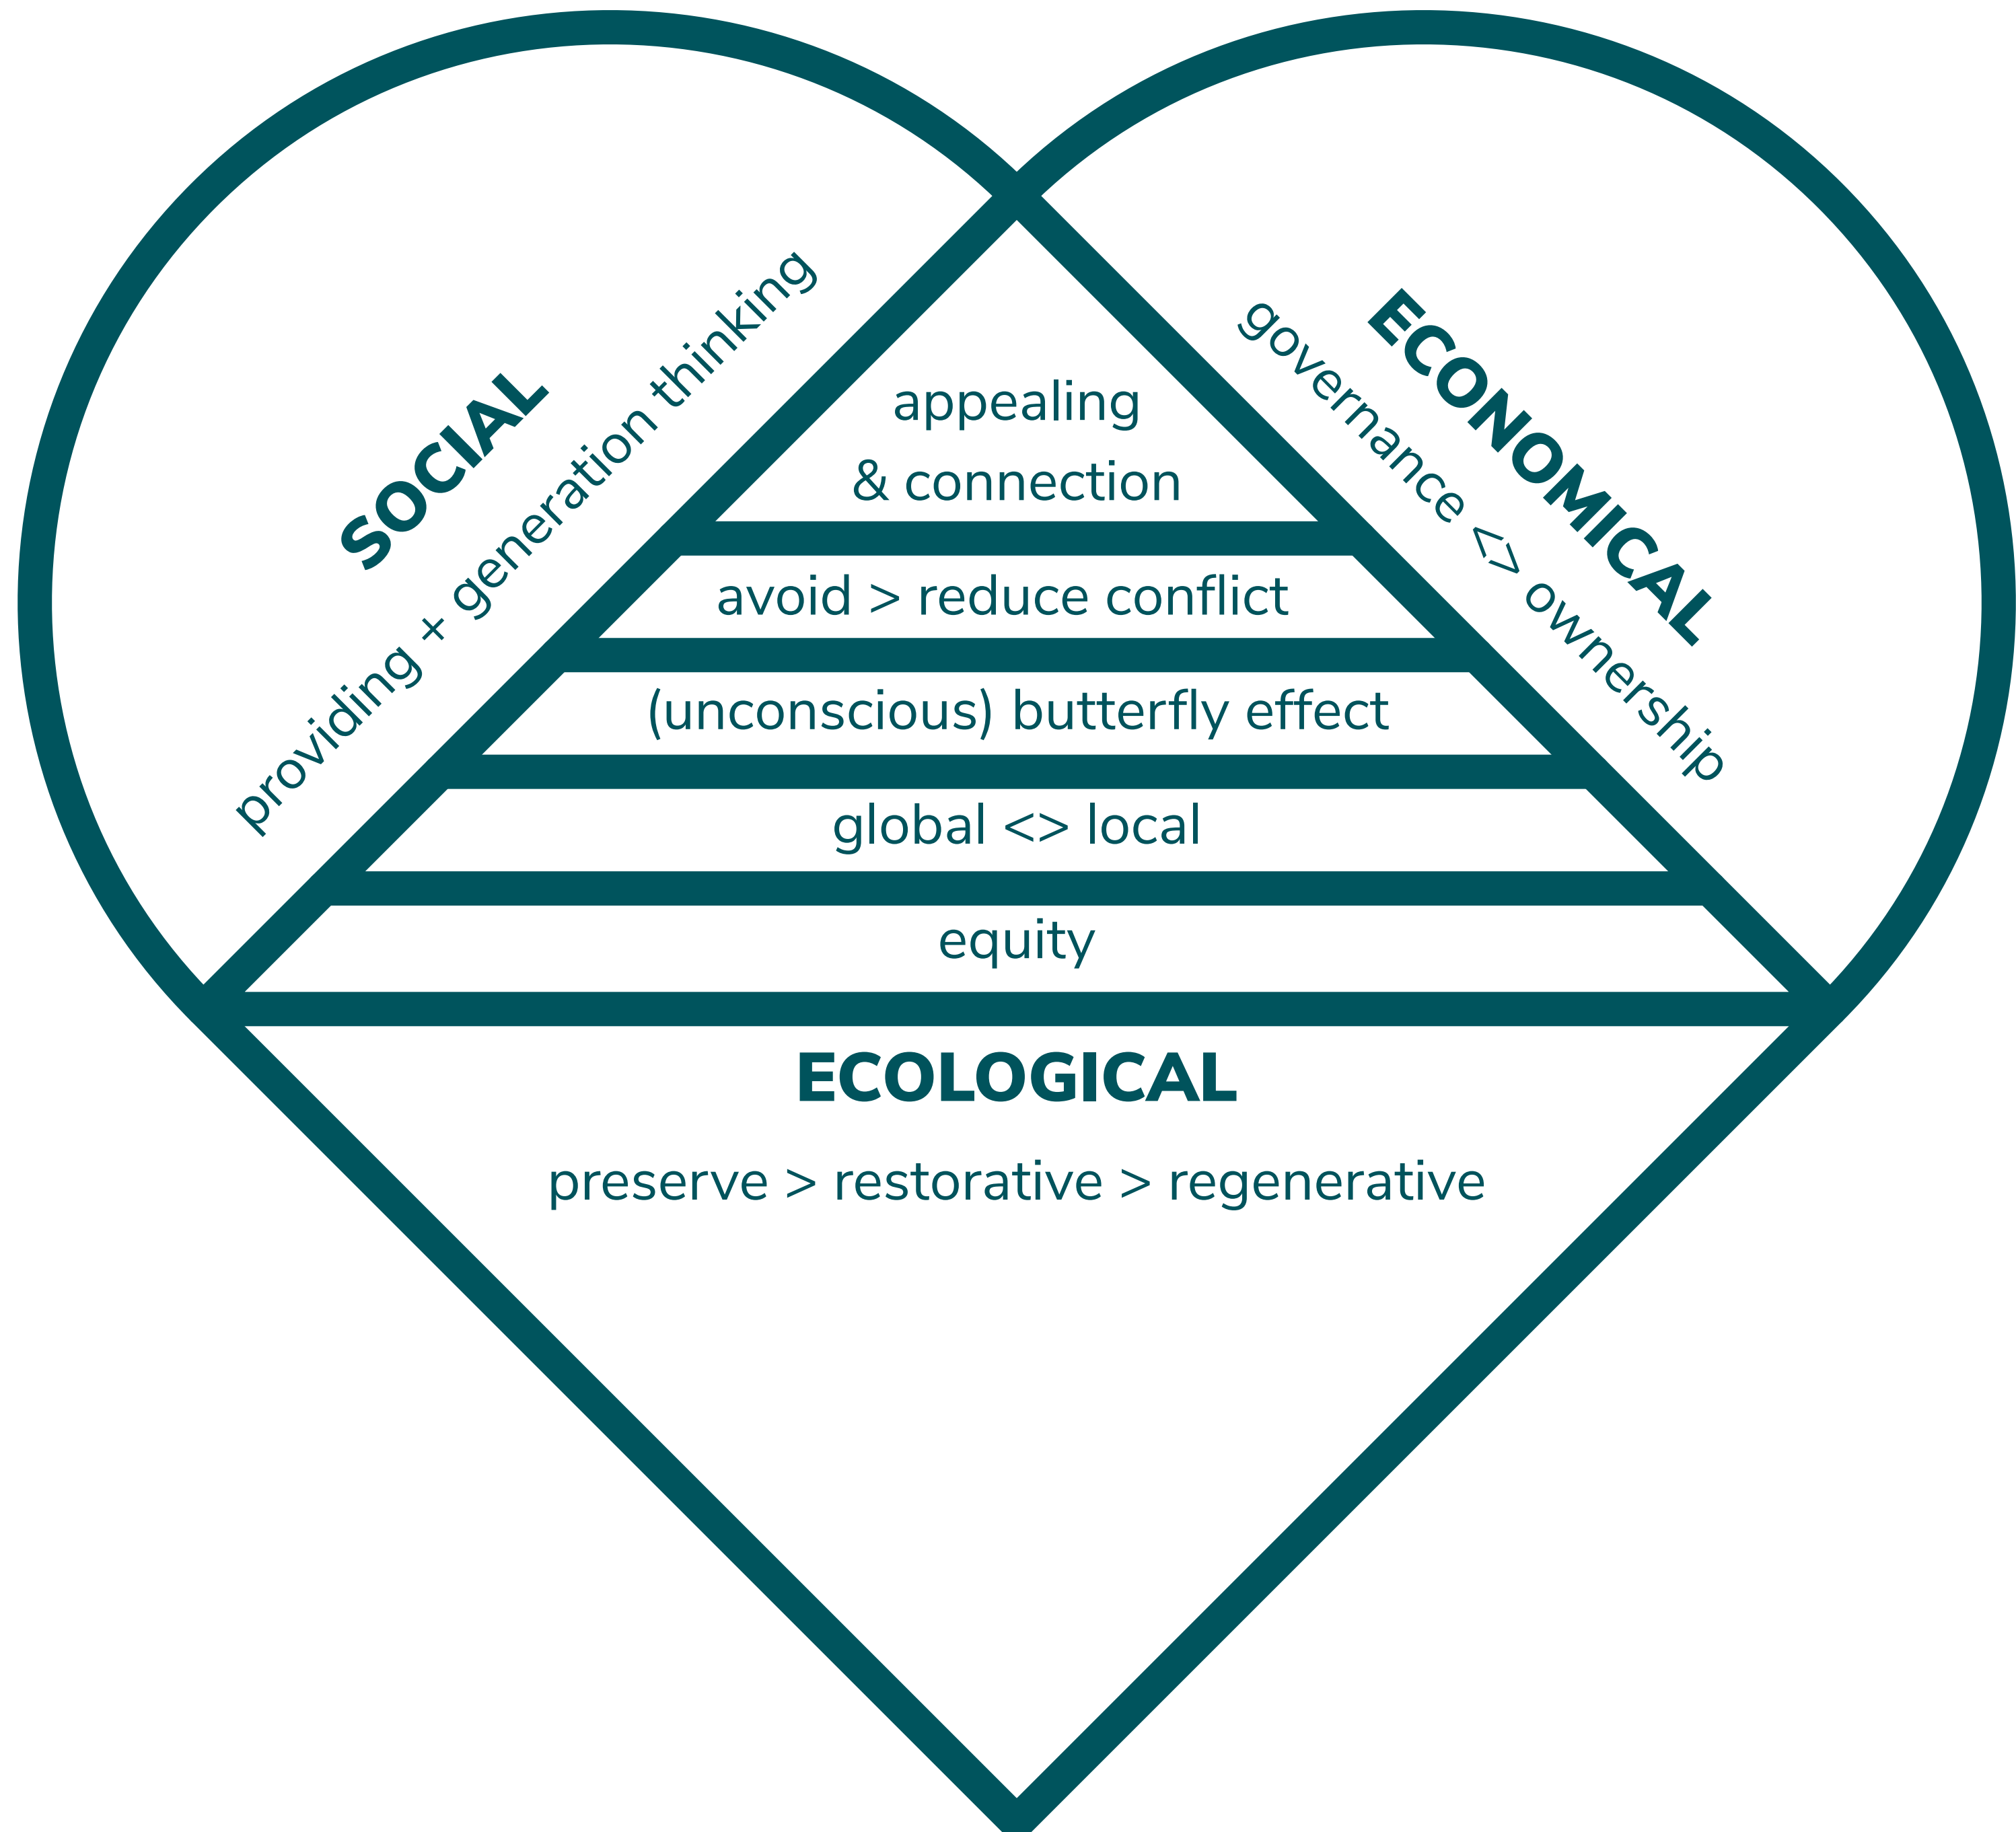 SOCIAL
providing + generation thinking
ECONOMICAL
governance <> ownership
appealing
& connection
avoid > reduce conflict
(unconscious) butterfly effect
global <> local
equity
ECOLOGICAL
preserve > restorative > regenerative